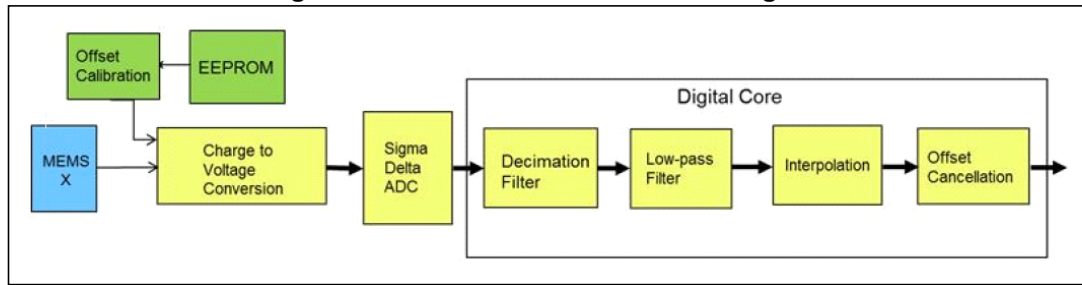 Offset
Calibration
EEPROM
Digital Core
MEMS
X
Charge to
Voltage
Conversion
Sigma
Delta
ADC
Decimation
Filter
Low-pass
Filter
Interpolation
Offset
Cancellation